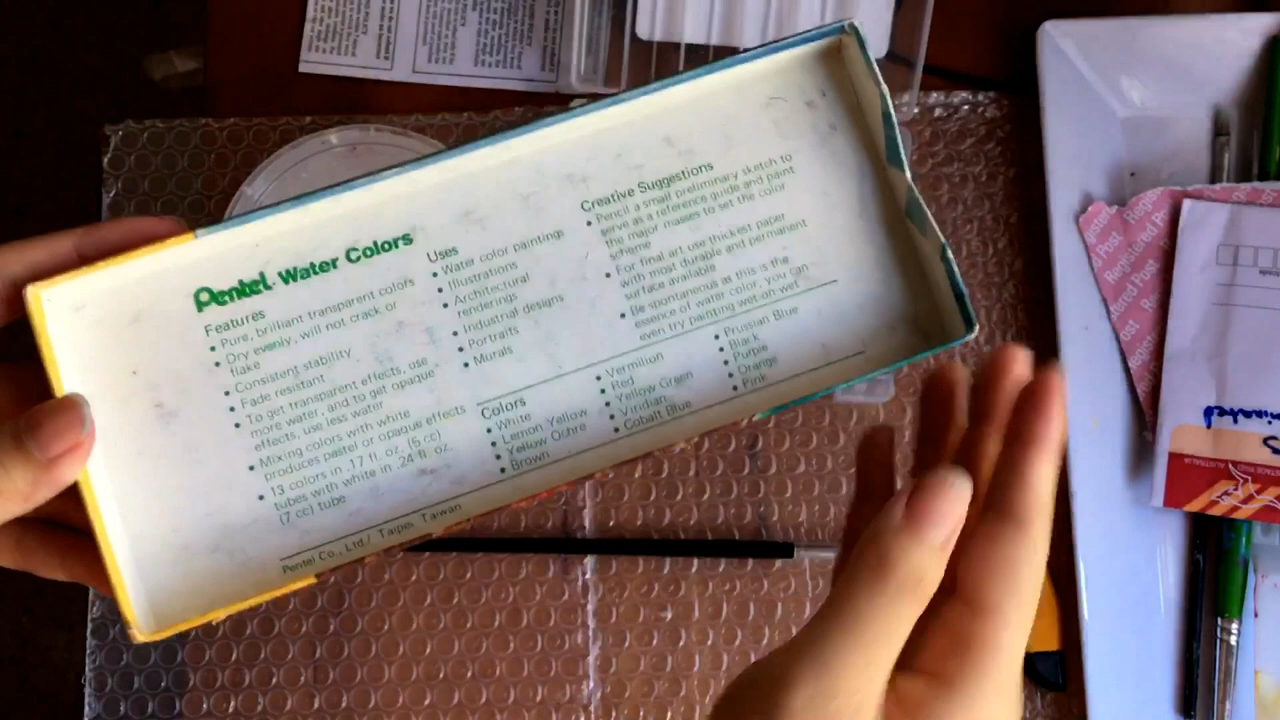 Pentel Water Colors
Features
• Pure, brilliant transparent colors
• Dry evenly, will not crack or
flake
• Consistent stability
• Fade resistant
• To get transparent effects, use
more water, and to get opaque
effects, use less water
• Mixing colors with white
produces pastel or opaque effects
• 13 colors in .17 fl. oz. (5 cc)
tubes with white in .24 fl. oz.
(7 cc) tube
Uses
• Water color paintings
• Illustrations
• Architectural
renderings
• Industrial designs
• Portraits
• Murals
Creative Suggestions
• Pencil a small preliminary sketch to
serve as a reference guide and paint
the major masses to set the color
scheme
• For final art use thickest paper
with most durable and permanent
surface available
• Be spontaneous as this is the
essence of water color, you can
even try painting wet-on-wet
Colors
• White
• Lemon Yellow
• Yellow Ochre
• Brown
• Vermilion
• Red
• Yellow Green
• Viridian
• Cobalt Blue
• Prussian Blue
• Black
• Purple
• Orange
• Pink
Pentel Co., Ltd./ Taipei, Taiwan
Registered Post
Registered
Post
AUSTRALIA